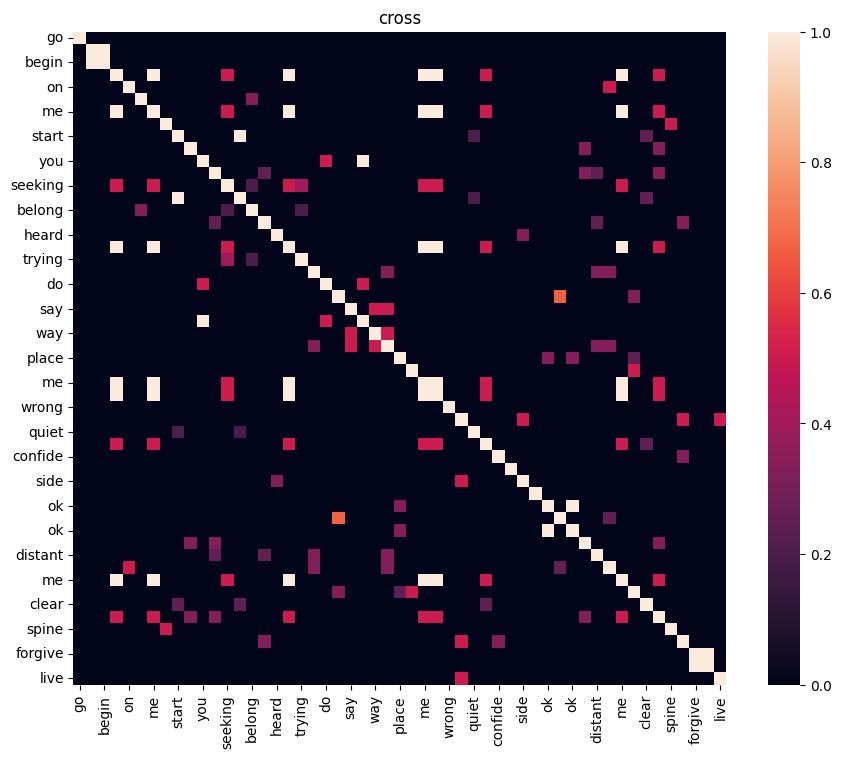 cross
go
begin
on
me
start
you
seeking
belong
heard
trying
do
say
way
place
me
wrong
quiet
confide
side
ok
ok
distant
me
clear
spine
forgive
live
go
begin
on
me
start
you
seeking
belong
heard
trying
do
say
way
place
me
wrong
quiet
confide
side
ok
ok
distant
me
clear
spine
forgive
live
1.0
0.8
0.6
0.4
0.2
0.0